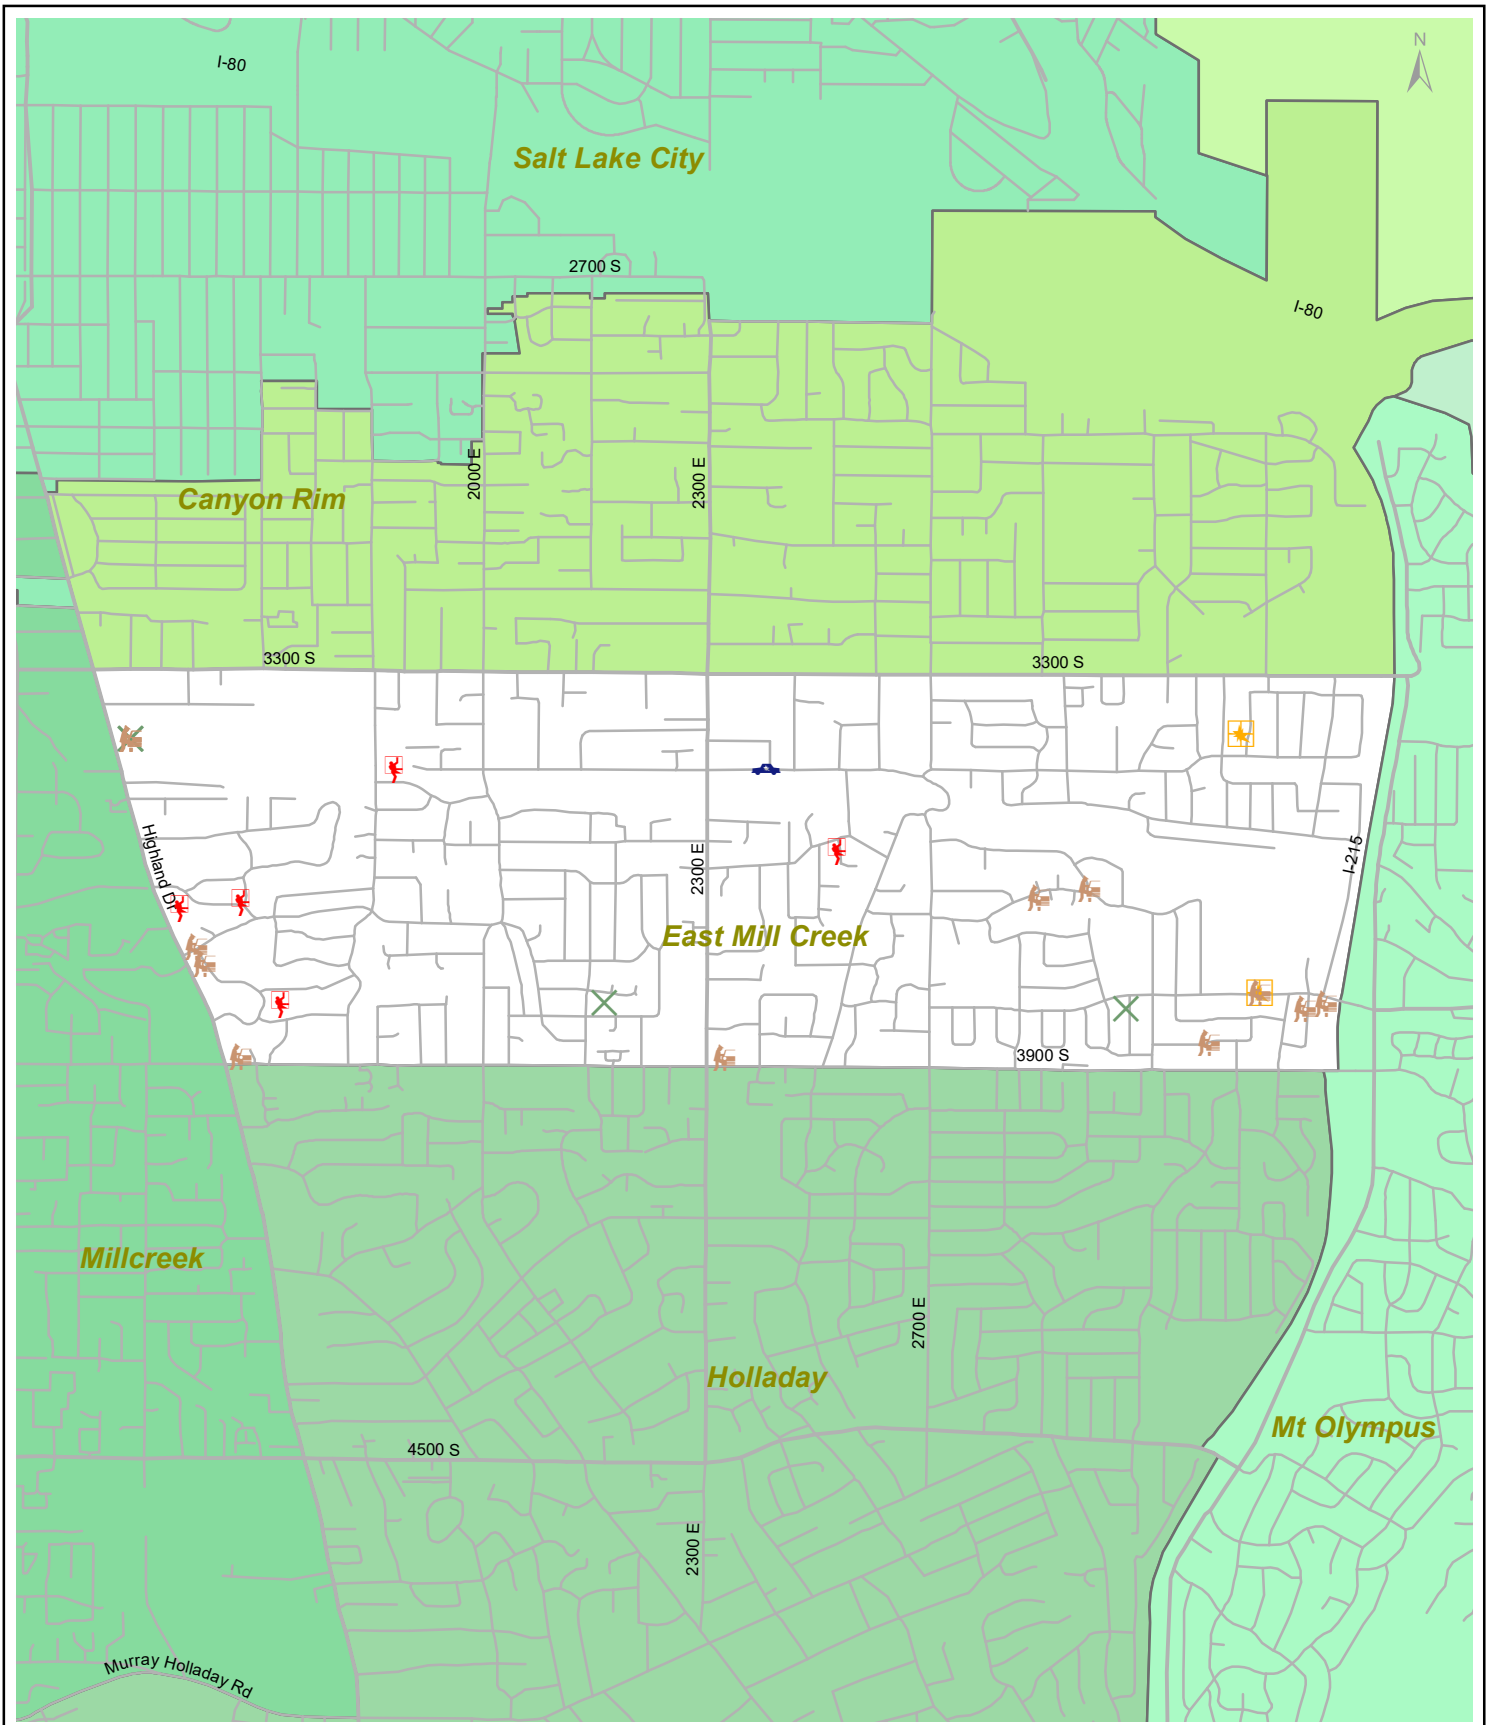 N
I-80
Salt Lake City
2700 S
I-80
2000 E
2300 E
Canyon Rim
3300 S
3300 S
Highland Dr
2300 E
I-215
East Mill Creek
3900 S
Millcreek
2700 E
Holladay
Mt Olympus
4500 S
2300 E
Murray Holladay Rd